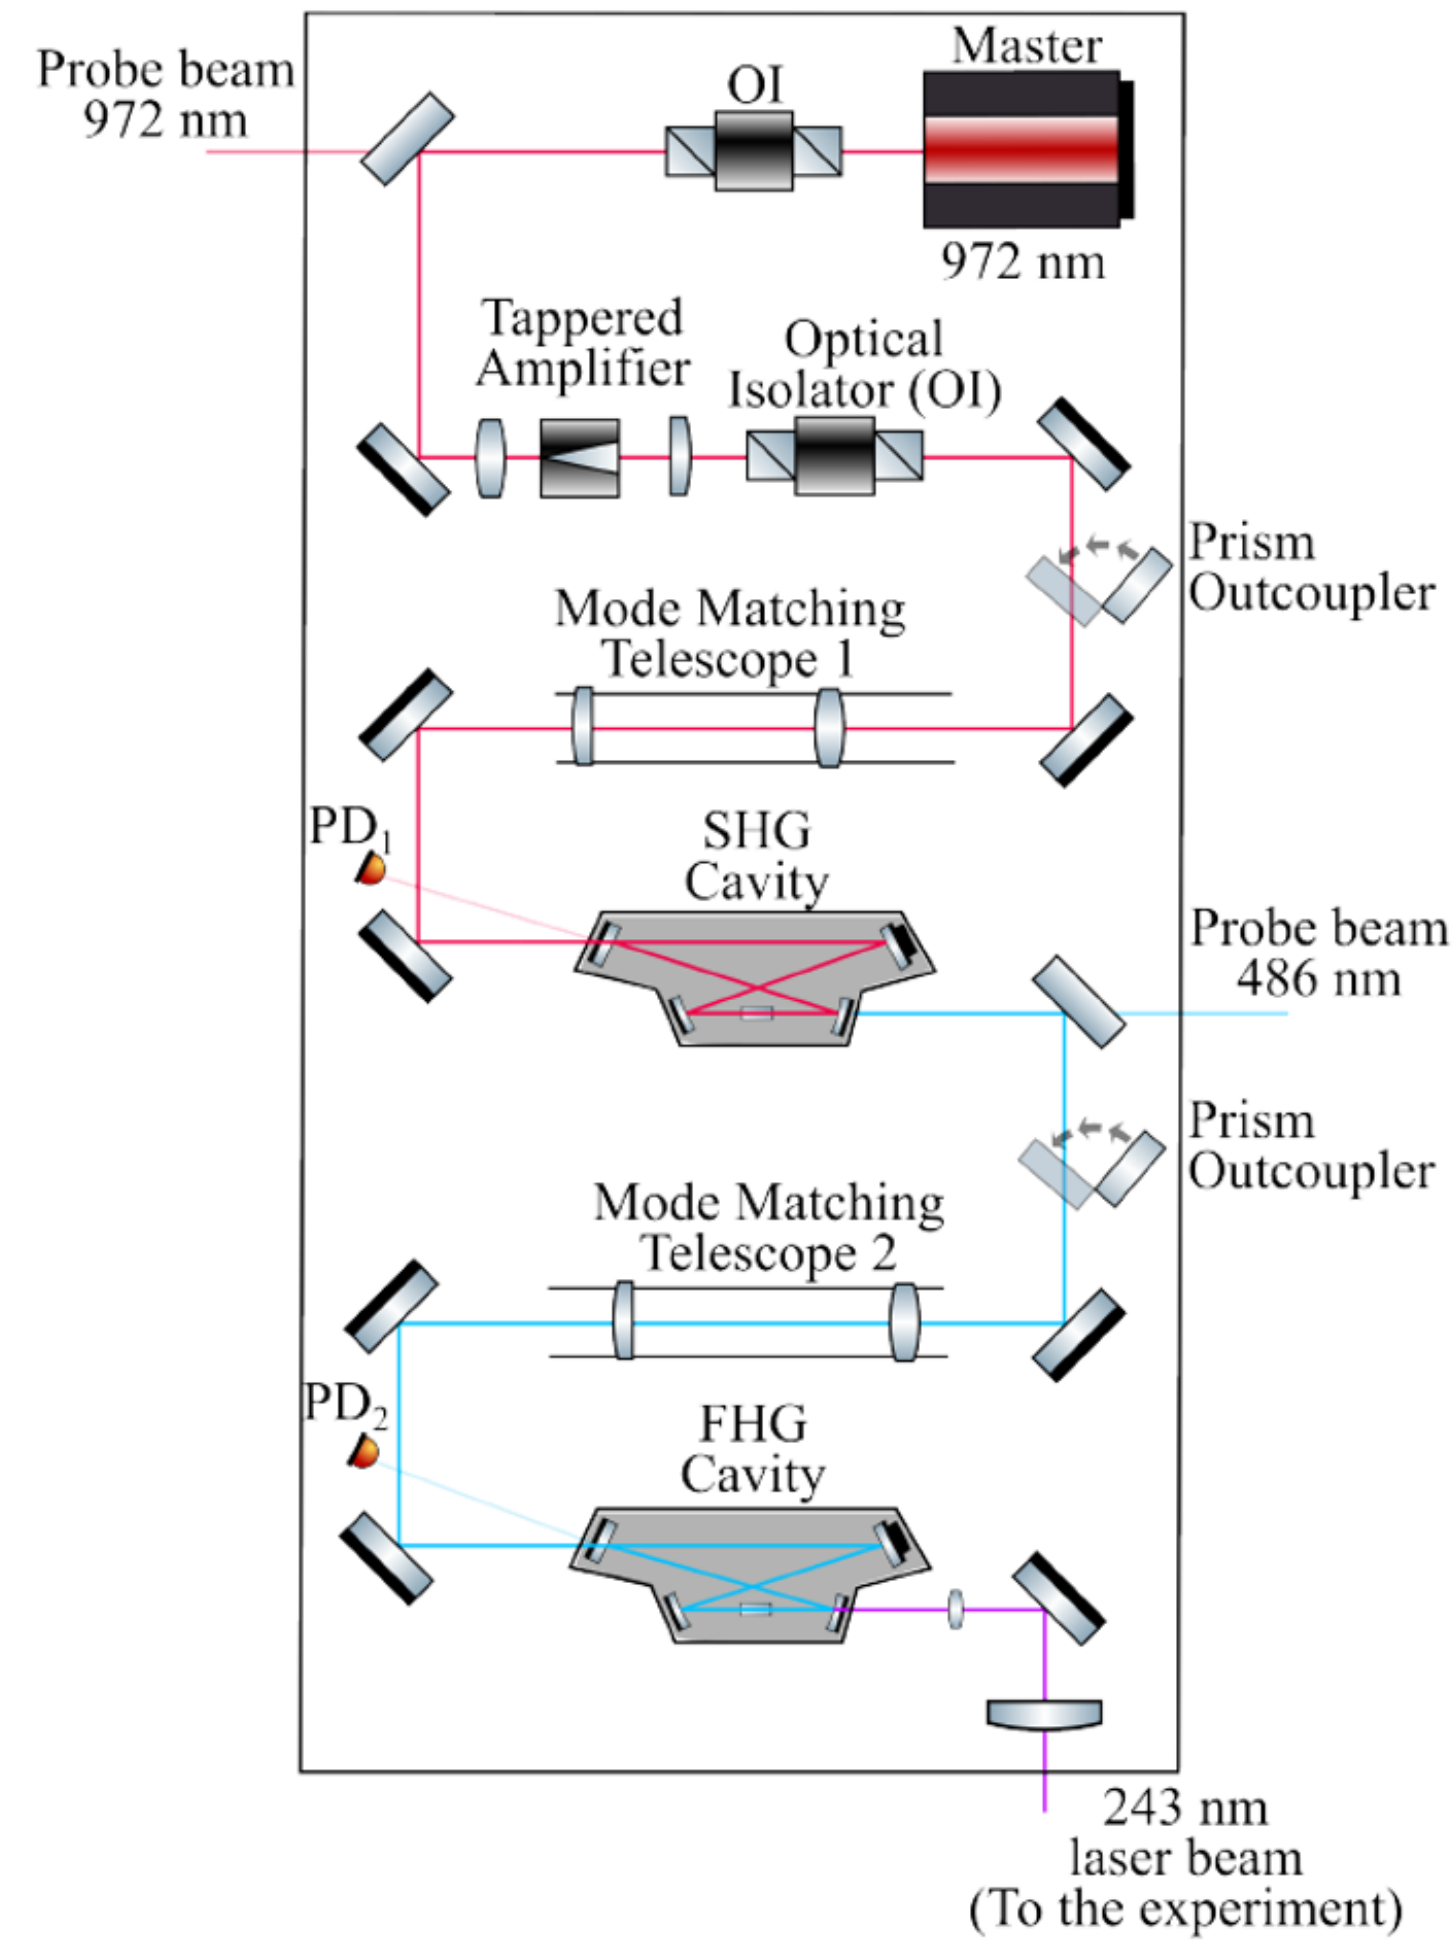 Master
OI
Probe beam
972 nm
972 nm
Tappered
Amplifier
Optical
Isolator (OI)
Prism
Outcoupler
Mode Matching
Telescope 1
PD1
SHG
Cavity
Probe beam
486 nm
Prism
Outcoupler
Mode Matching
Telescope 2
PD2
FHG
Cavity
243 nm
laser beam
(To the experiment)